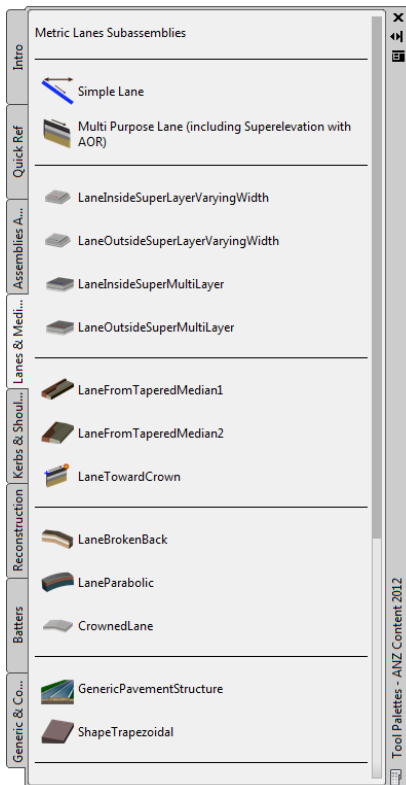 Metric Lanes Subassemblies
Simple Lane
Multi Purpose Lane (including Superelevation with
AOR)
LaneInsideSuperLayerVaryingWidth
LaneOutsideSuperLayerVaryingWidth
LaneInsideSuperMultiLayer
LaneOutsideSuperMultiLayer
LaneFromTaperedMedian1
LaneFromTaperedMedian2
LaneTowardCrown
LaneBrokenBack
LaneParabolic
CrownedLane
GenericPavementStructure
ShapeTrapezoidal
Intro
Quick Ref
Assemblies A...
Lanes & Medi...
Kerbs & Shoul...
Reconstruction
Batters
Generic & Co...
Tool Palettes - ANZ Content 2012